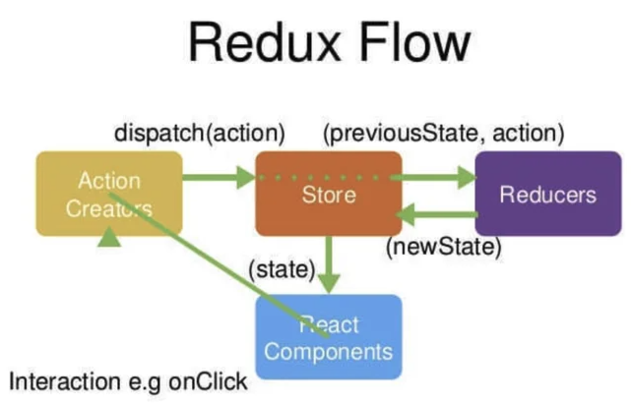 Redux Flow
dispatch(action)
(previousState, action)
Action
Creators
Store
Reducers
(newState)
(state)
React
Components
Interaction e.g onClick